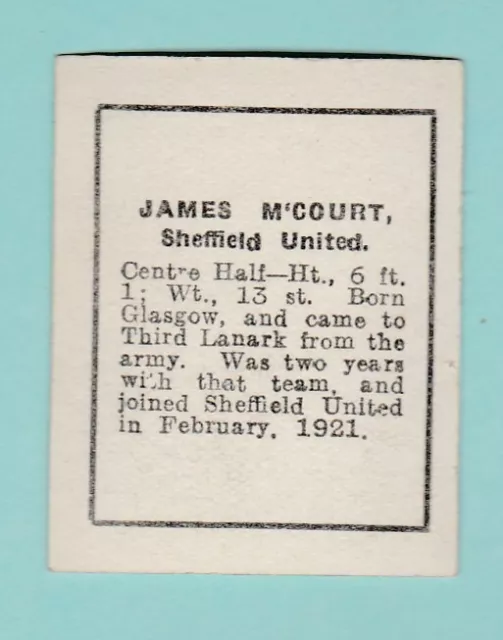 JAMES M'COURT,
Sheffield United.
Centre Half—Ht., 6 ft.
1; Wt., 13 st. Born
Glasgow, and came to
Third Lanark from the
army. Was two years
with that team, and
joined Sheffield United
in February, 1921.